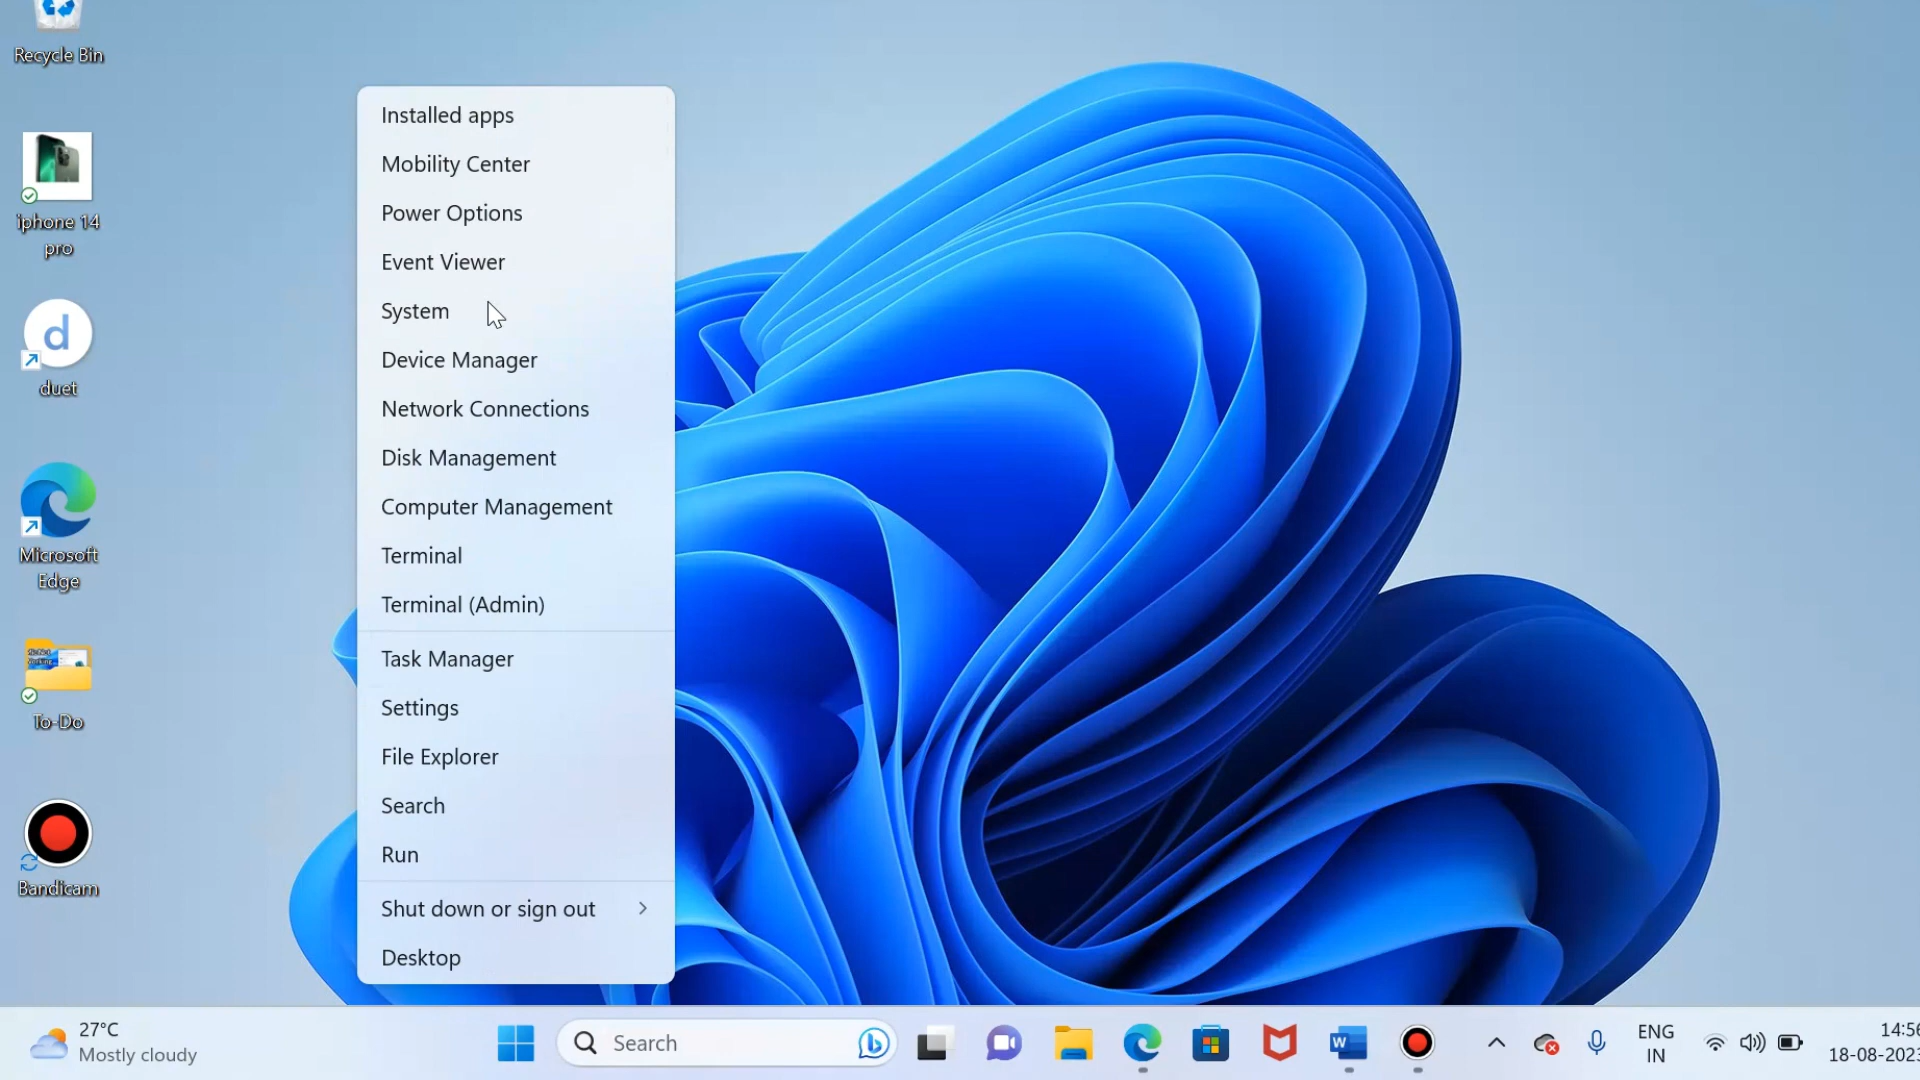 Recycle Bin
iphone 14
pro
d
duet
Microsoft
Edge
To-Do
Bandicam
Installed apps
Mobility Center
Power Options
Event Viewer
System
Device Manager
Network Connections
Disk Management
Computer Management
Terminal
Terminal (Admin)
Task Manager
Settings
File Explorer
Search
Run
Shut down or sign out
Desktop
27°C
Mostly cloudy
Search
W
ENG
IN
14:56
18-08-2023